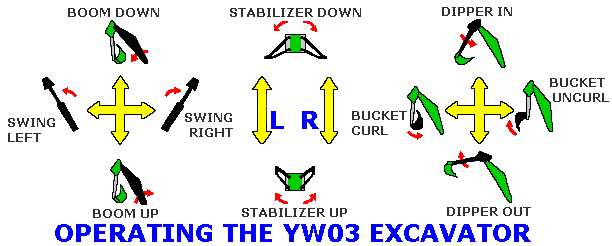 BOOM DOWN
STABILIZER DOWN
DIPPER IN
SWING
LEFT
SWING
RIGHT
L R
BUCKET
CURL
BUCKET
UNCURL
BOOM UP
STABILIZER UP
DIPPER OUT
OPERATING THE YW03 EXCAVATOR